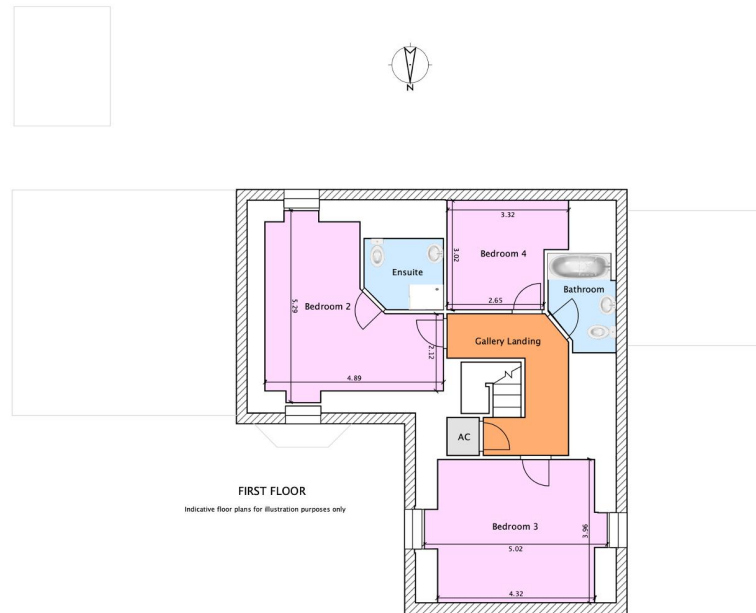 N
3.32
3.02
Bedroom 4
2.65
Ensuite
Bathroom
5.29
Bedroom 2
Gallery Landing
2.12
4.89
AC
FIRST FLOOR
Indicative floor plans for illustration purposes only
Bedroom 3
3.96
5.02
4.32